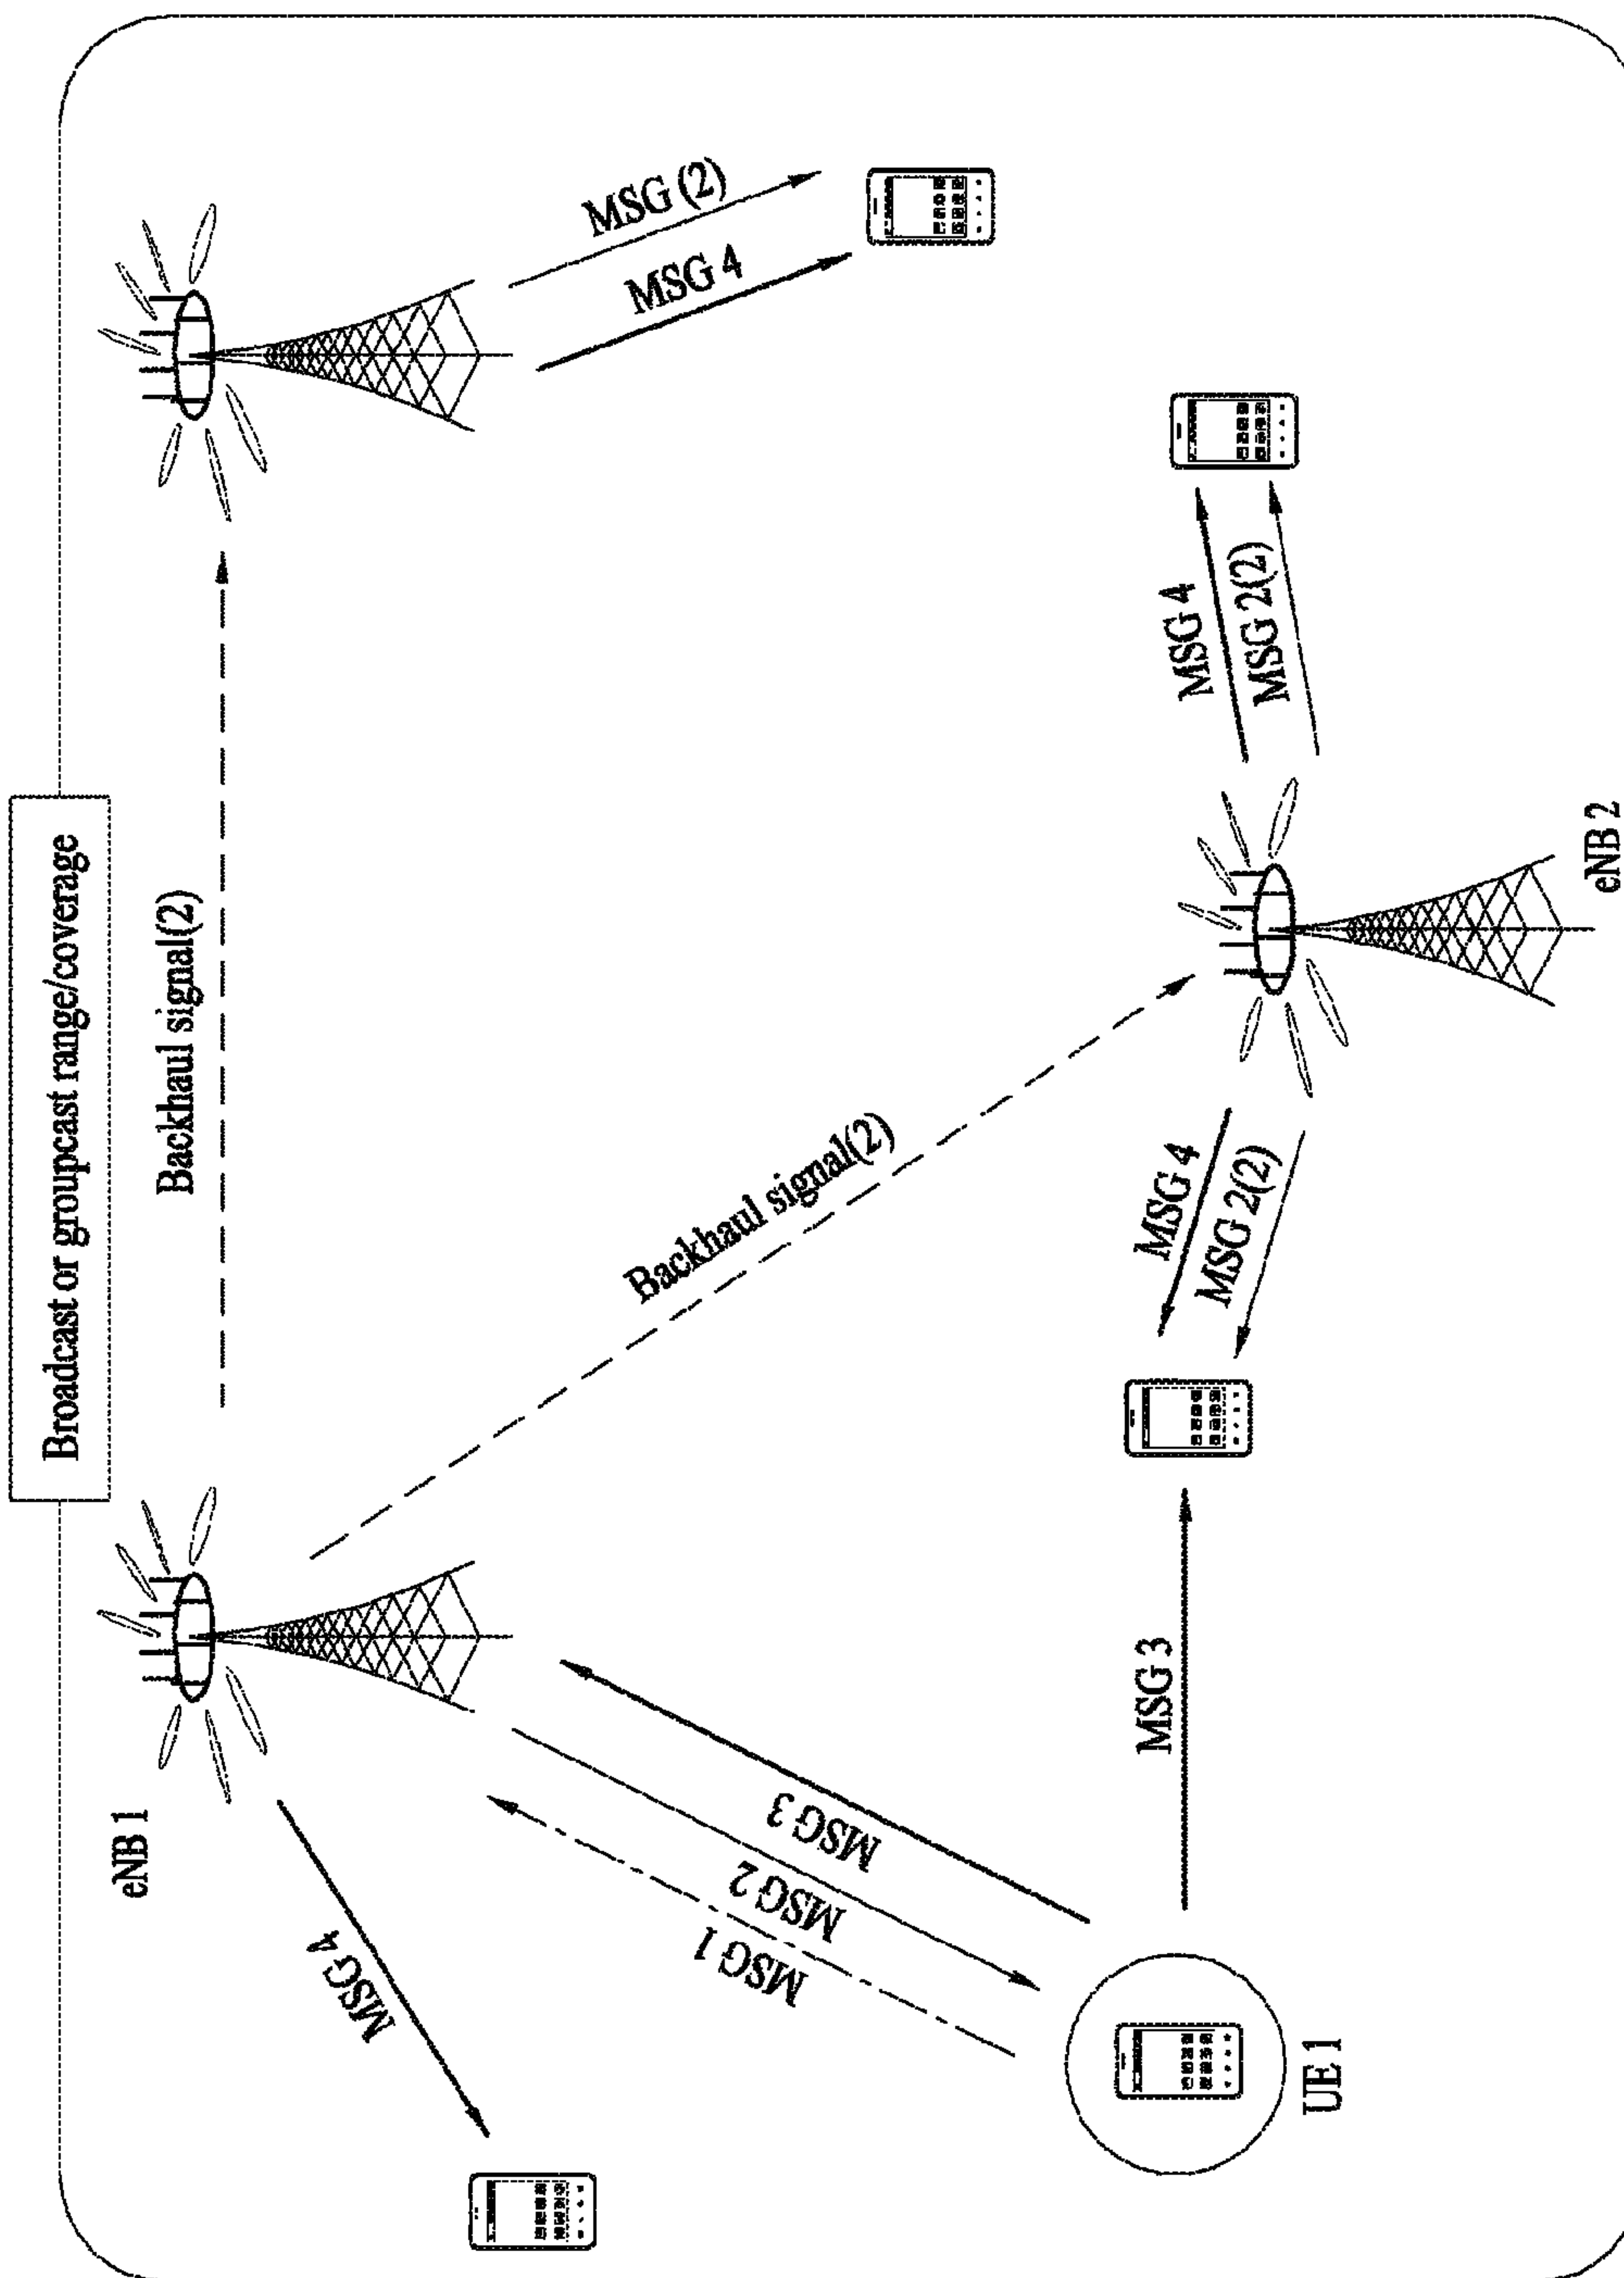 Broadcast or groupcast range/coverage
eNB 1
Backhaul signal(2)
MSG 4
MSG 1
MSG 2
MSG 3
Backhaul signal(2)
MSG 4
MSG (2)
UE 1
MSG 3
MSG 4
MSG 2(2)
MSG 4
MSG 2(2)
eNB 2